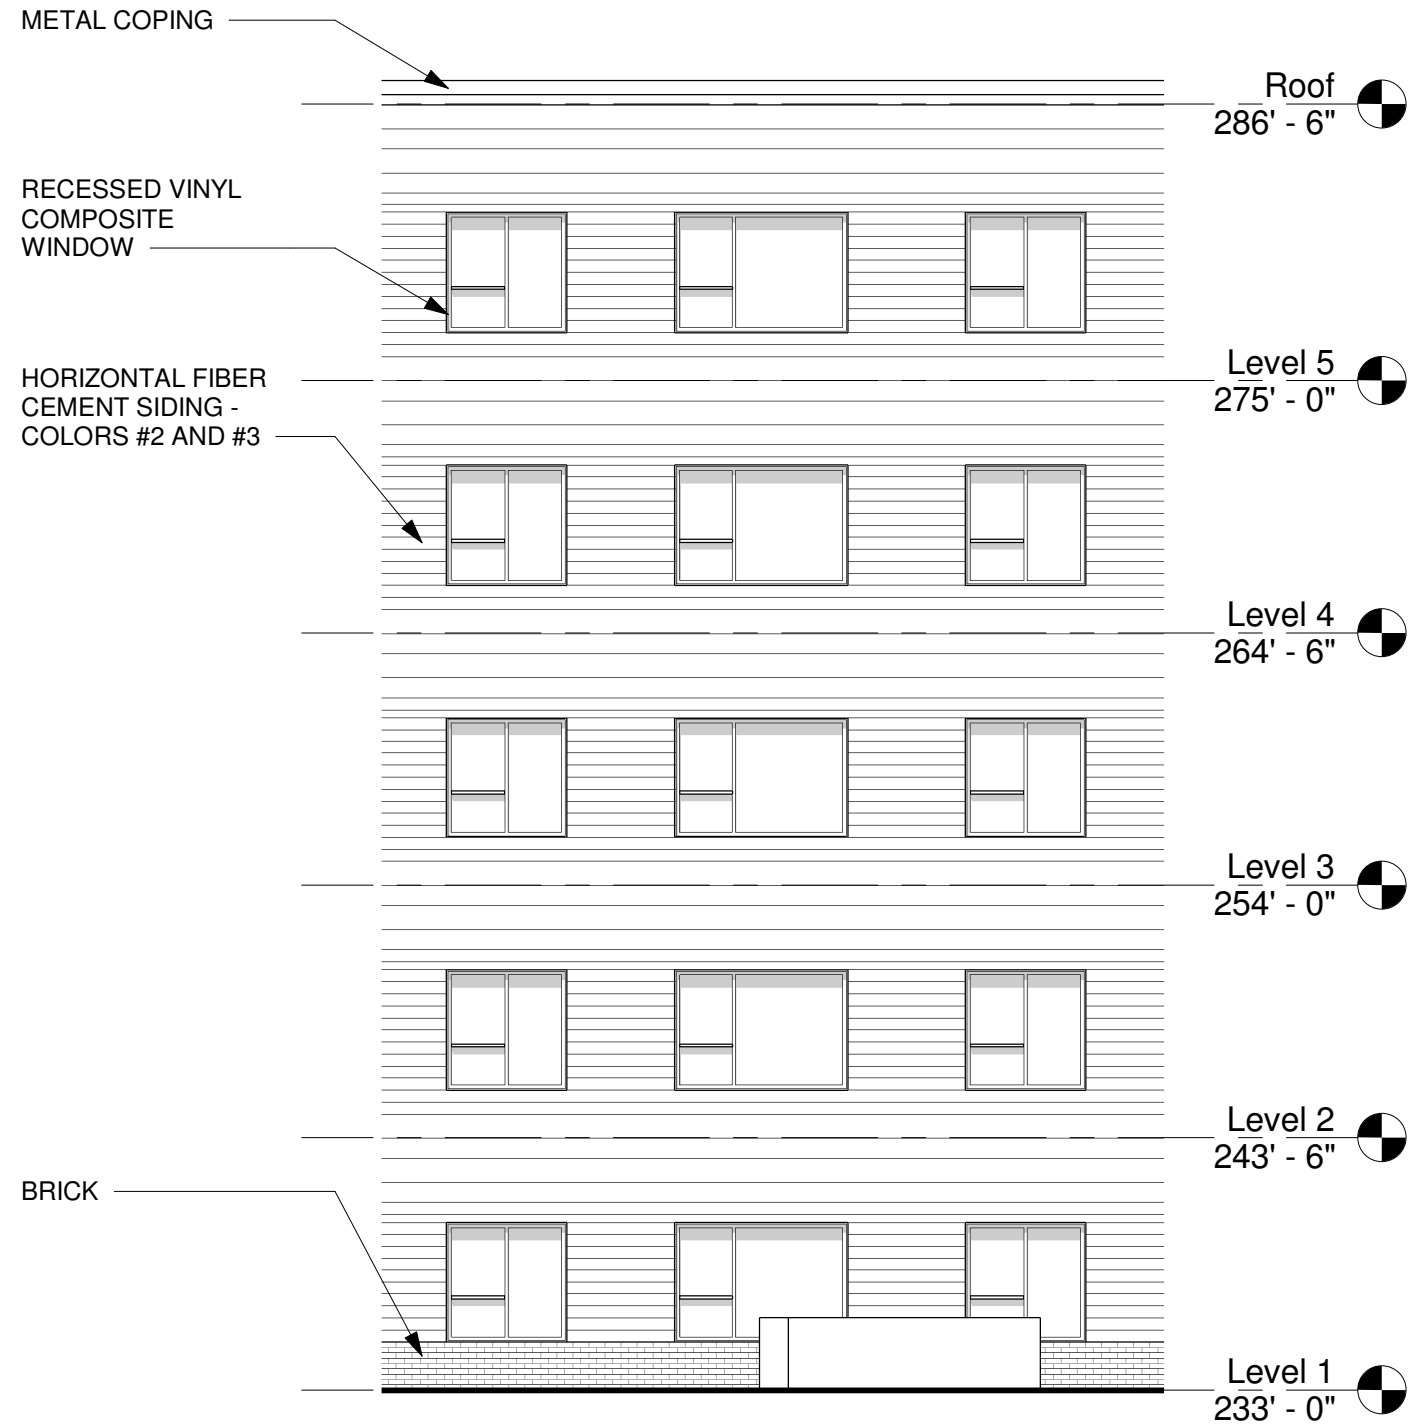 METAL COPING
Roof
286' - 6"
RECESSED VINYL
COMPOSITE
WINDOW
Level 5
275' - 0"
HORIZONTAL FIBER
CEMENT SIDING -
COLORS #2 AND #3
Level 4
264' - 6"
Level 3
254' - 0"
Level 2
243' - 6"
BRICK
Level 1
233' - 0"